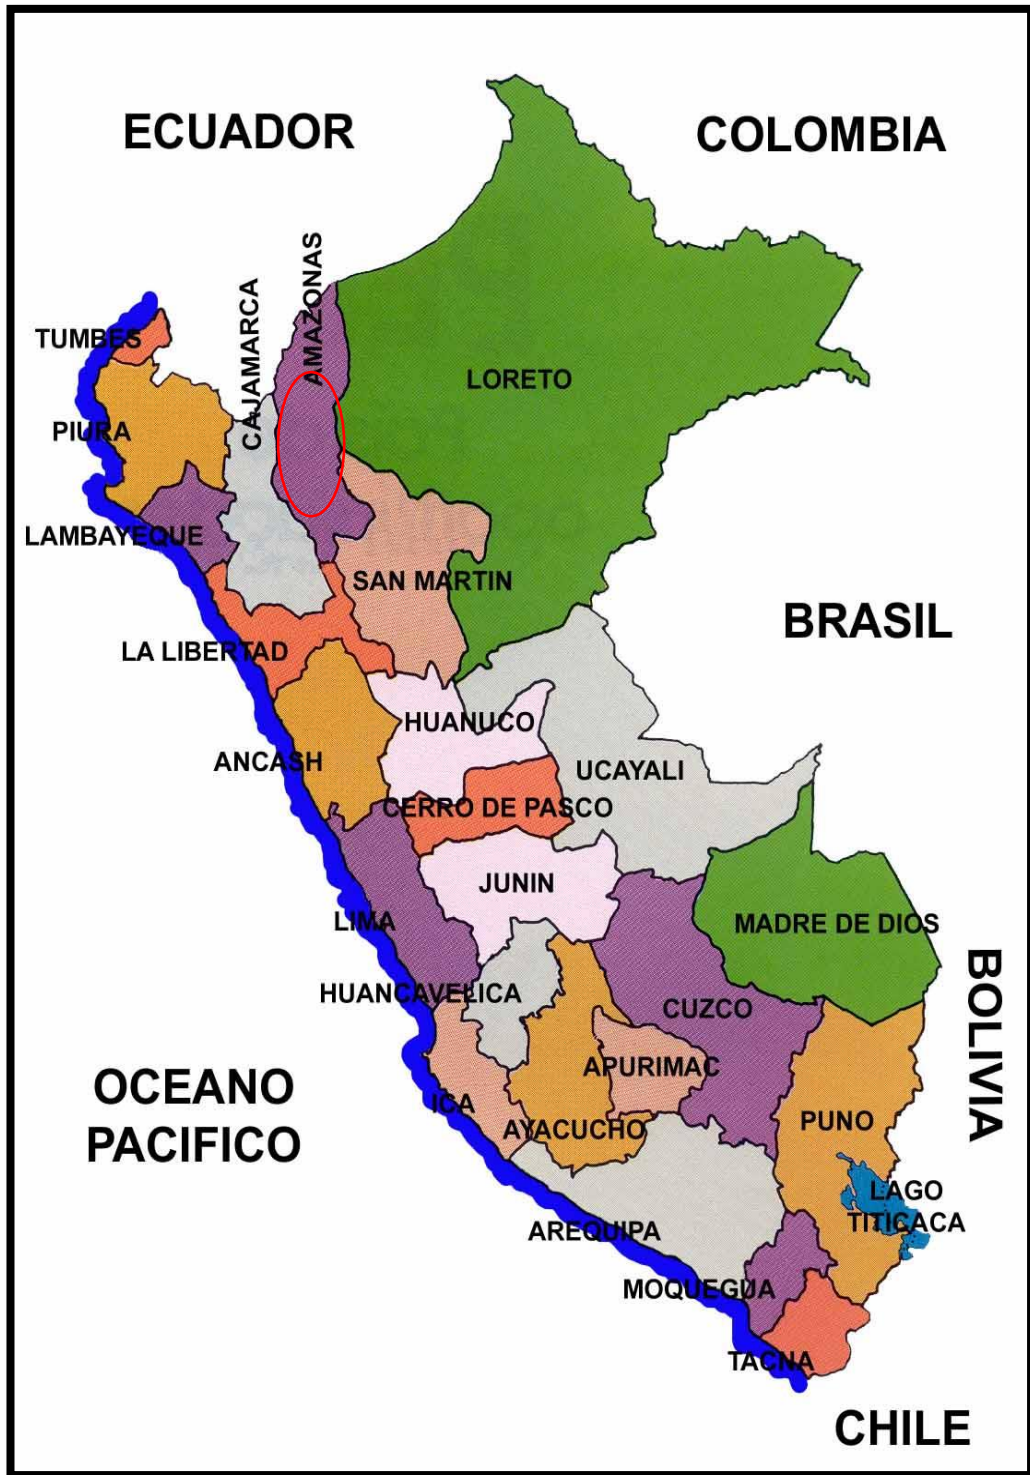 ECUADOR
COLOMBIA
AMAZONAS
CAJAMARCA
TUMBES
LORETO
PIURA
LAMBAYEQUE
SAN MARTIN
BRASIL
LA LIBERTAD
HUANUCO
ANCASH
UCAYALI
CERRO DE PASCO
JUNIN
LIMA
MADRE DE DIOS
HUANCAVELICA
CUZCO
BOLIVIA
APURIMAC
OCEANO
PACIFICO
ICA
AYACUCHO
PUNO
LAGO
TITICACA
AREQUIPA
MOQUEGUA
TACNA
CHILE